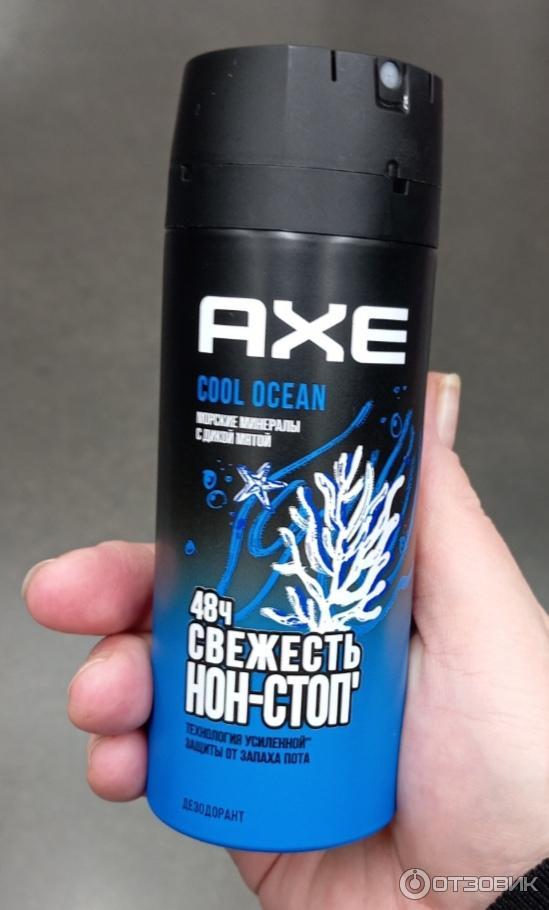 AXE
COOL OCEAN
МОРСКИЕ МИНЕРАЛЫ
С ДИКОЙ МЯТОЙ
48Ч
СВЕЖЕСТЬ
НОН-СТОП*
ТЕХНОЛОГИЯ УСИЛЕННОЙ**
ЗАЩИТЫ ОТ ЗАПАХА ПОТА
ДЕЗОДОРАНТ
ОТЗОВИК